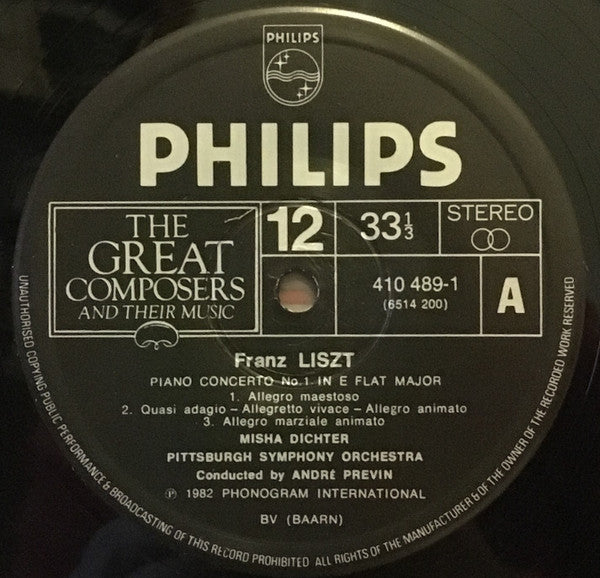 PHILIPS
PHILIPS
THE
GREAT
COMPOSERS
AND THEIR MUSIC
12
33⅓
STEREO
410 489-1
(6514 200)
A
Franz LISZT
PIANO CONCERTO No.1 IN E FLAT MAJOR
1. Allegro maestoso
2. Quasi adagio – Allegretto vivace – Allegro animato
3. Allegro marziale animato
MISHA DICHTER
PITTSBURGH SYMPHONY ORCHESTRA
Conducted by ANDRÉ PREVIN
℗ 1982 PHONOGRAM INTERNATIONAL
BV (BAARN)
UNAUTHORISED COPYING PUBLIC PERFORMANCE & BROADCASTING OF THIS RECORD PROHIBITED ALL RIGHTS OF THE MANUFACTURER & OF THE OWNER OF THE RECORDED WORK RESERVED